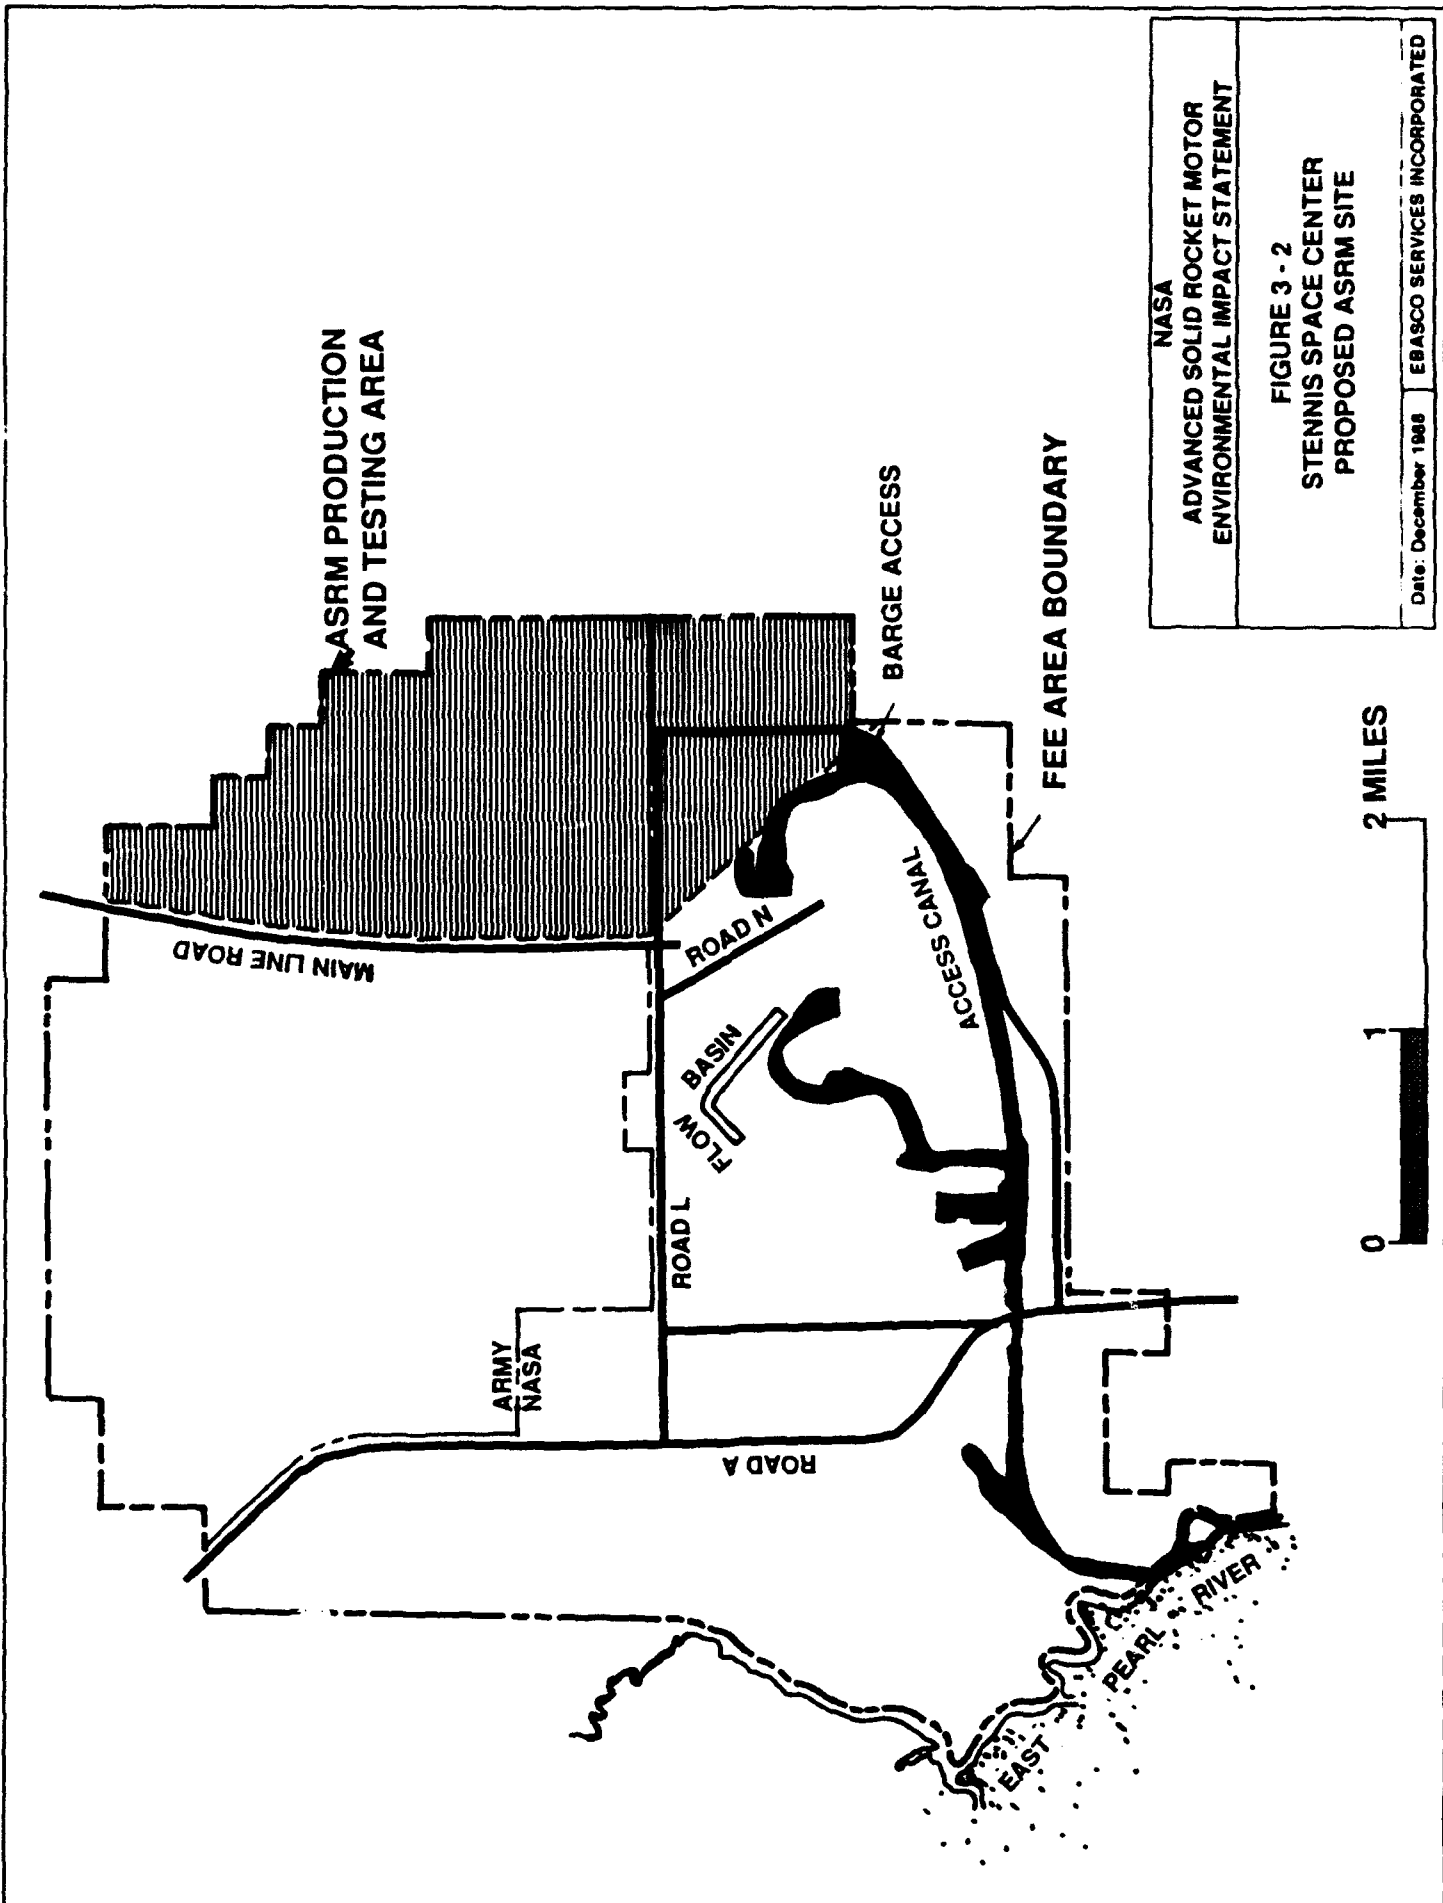 ASRM PRODUCTION
AND TESTING AREA
MAIN LINE ROAD
ROAD N
BARGE ACCESS
FEE AREA BOUNDARY
ACCESS CANAL
FLOW BASIN
ROAD L
ARMY
NASA
ROAD A
EAST PEARL RIVER
0 1 2 MILES
NASA
ADVANCED SOLID ROCKET MOTOR
ENVIRONMENTAL IMPACT STATEMENT
FIGURE 3 - 2
STENNIS SPACE CENTER
PROPOSED ASRM SITE
Date: December 1988 EBASCO SERVICES INCORPORATED